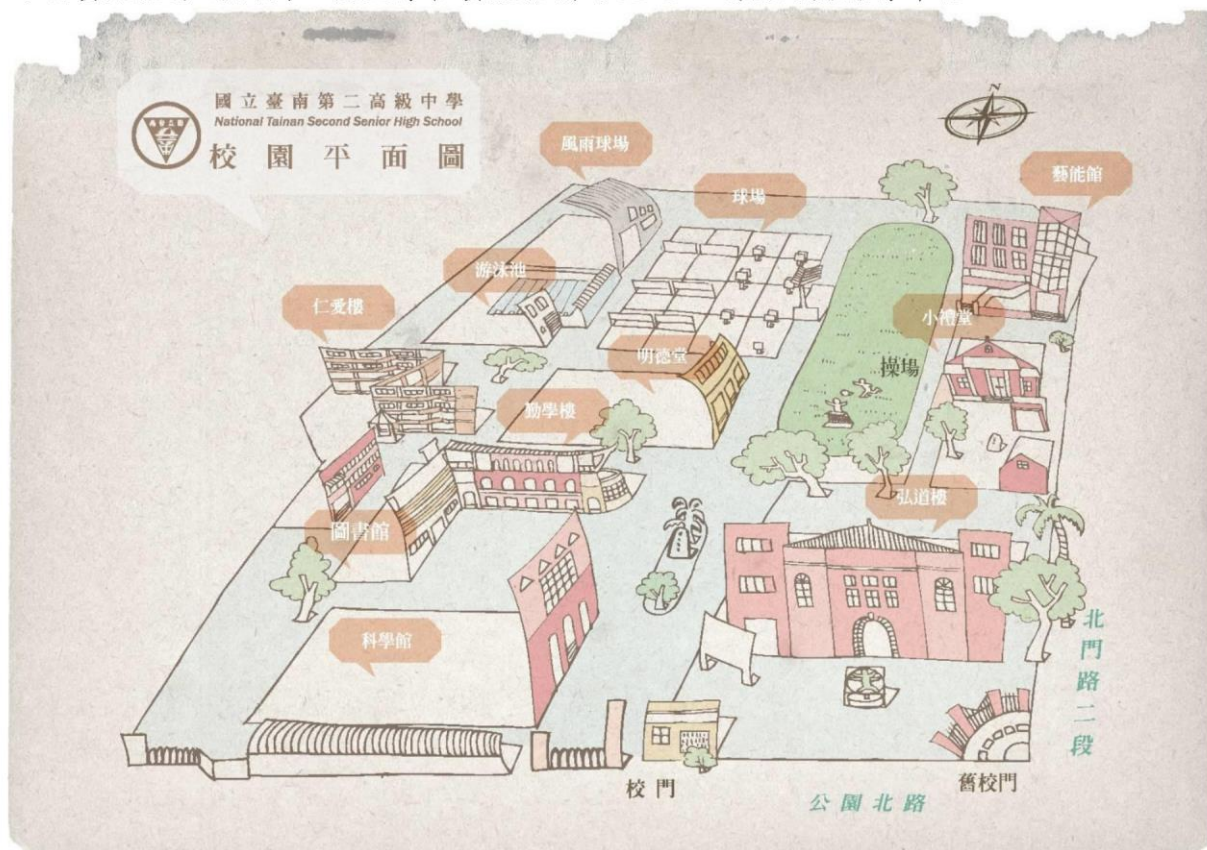 國立臺南第二高級中學
National Tainan Second Senior High School
校園平面圖
N
風雨球場
藝能館
球場
游泳池
仁愛樓
小禮堂
明德堂
操場
勤學樓
弘道樓
圖書館
科學館
北門路二段
校門
舊校門
公園北路